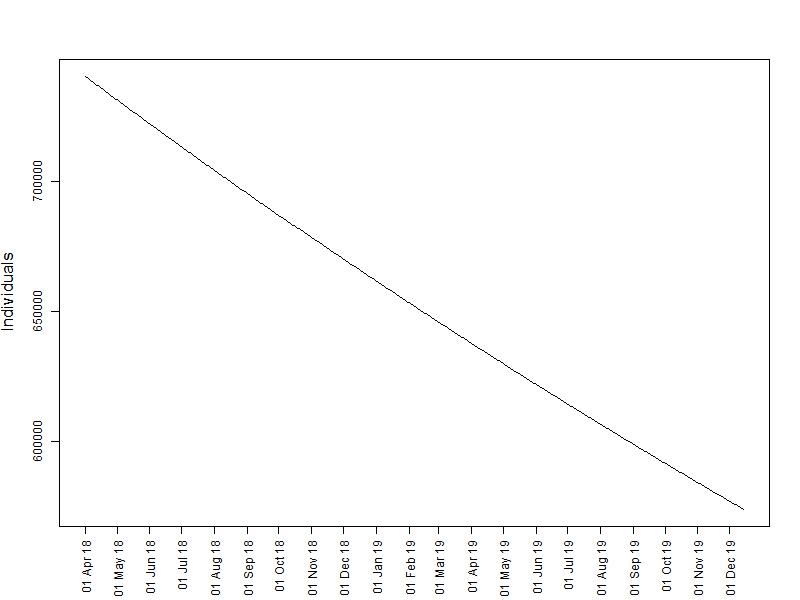 Individuals
700000
650000
600000
01 Apr 18
01 May 18
01 Jun 18
01 Jul 18
01 Aug 18
01 Sep 18
01 Oct 18
01 Nov 18
01 Dec 18
01 Jan 19
01 Feb 19
01 Mar 19
01 Apr 19
01 May 19
01 Jun 19
01 Jul 19
01 Aug 19
01 Sep 19
01 Oct 19
01 Nov 19
01 Dec 19